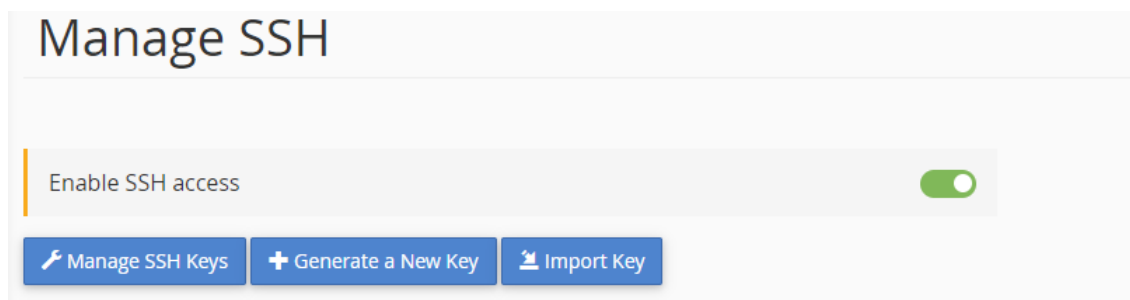 Manage SSH
Enable SSH access
Manage SSH Keys
Generate a New Key
Import Key